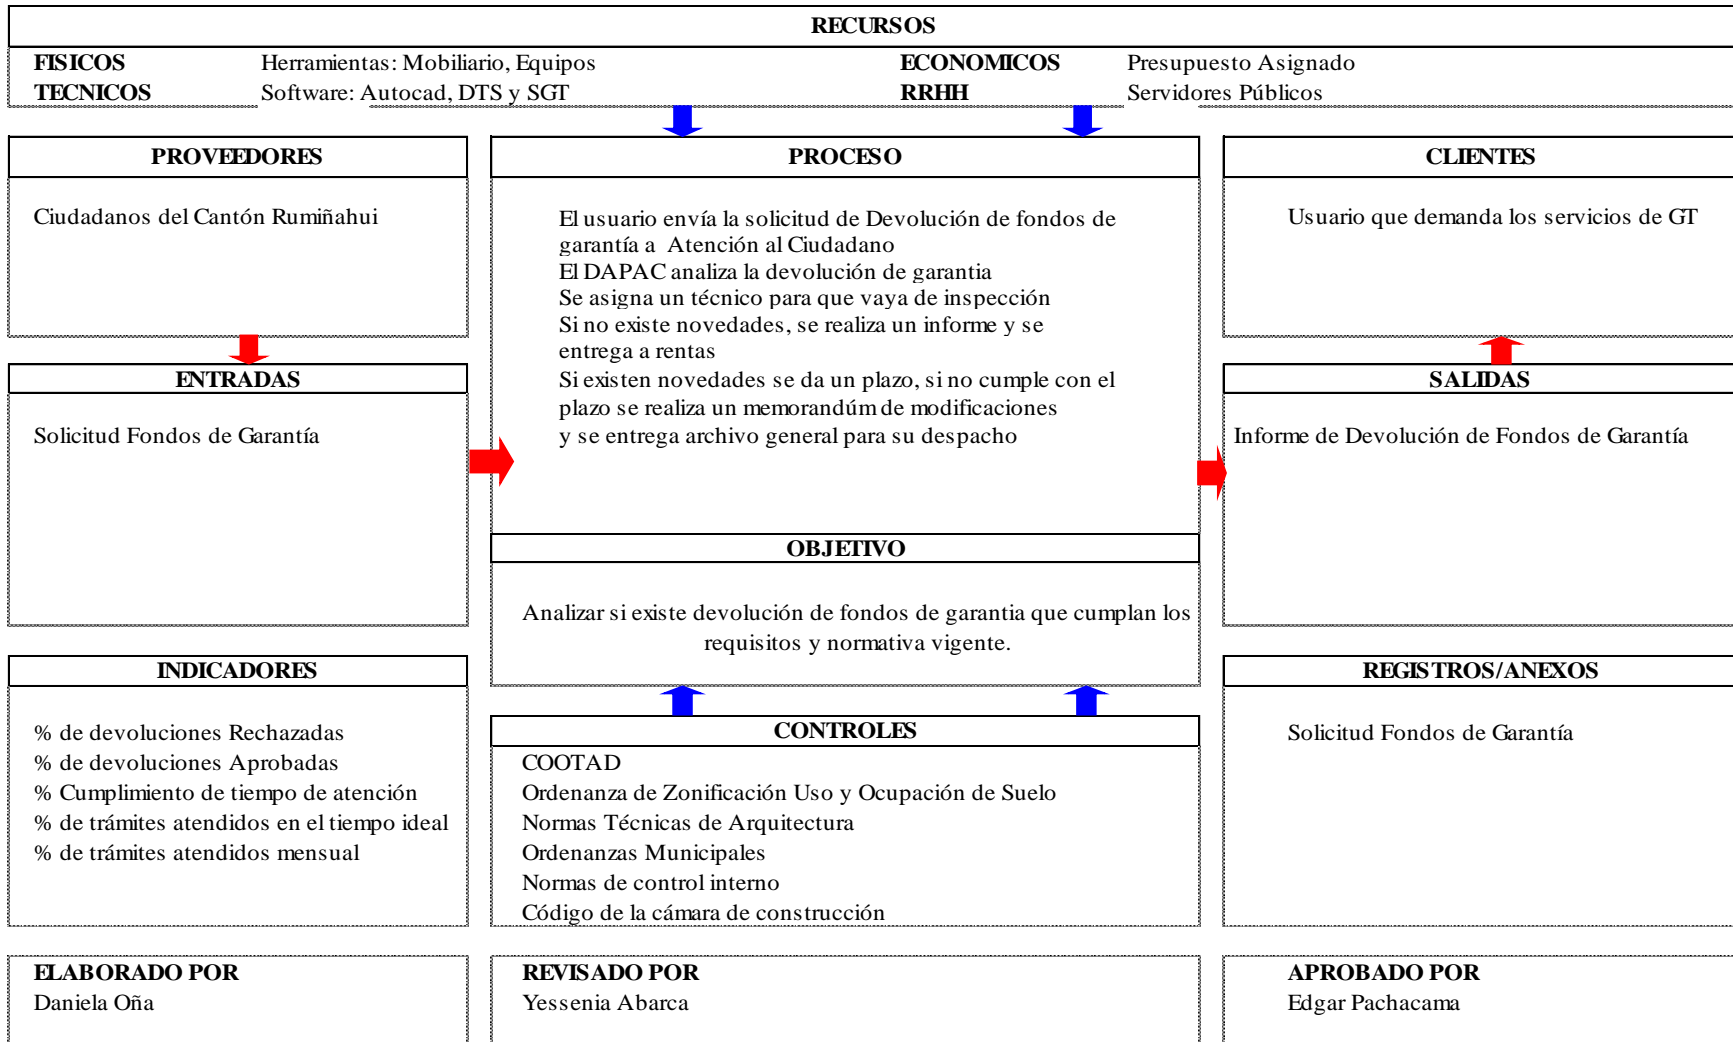 RECURSOS
FISICOS Herramientas: Mobiliario, Equipos ECONOMICOS Presupuesto Asignado
TECNICOS Software: Autocad, DTS y SGT RRHH Servidores Públicos
PROVEEDORES
Ciudadanos del Cantón Rumiñahui
ENTRADAS
Solicitud Fondos de Garantía
PROCESO
El usuario envía la solicitud de Devolución de fondos de
garantía a Atención al Ciudadano
El DAPAC analiza la devolución de garantia
Se asigna un técnico para que vaya de inspección
Si no existe novedades, se realiza un informe y se
entrega a rentas
Si existen novedades se da un plazo, si no cumple con el
plazo se realiza un memorandúm de modificaciones
y se entrega archivo general para su despacho
OBJETIVO
Analizar si existe devolución de fondos de garantia que cumplan los
requisitos y normativa vigente.
CLIENTES
Usuario que demanda los servicios de GT
SALIDAS
Informe de Devolución de Fondos de Garantía
INDICADORES
% de devoluciones Rechazadas
% de devoluciones Aprobadas
% Cumplimiento de tiempo de atención
% de trámites atendidos en el tiempo ideal
% de trámites atendidos mensual
CONTROLES
COOTAD
Ordenanza de Zonificación Uso y Ocupación de Suelo
Normas Técnicas de Arquitectura
Ordenanzas Municipales
Normas de control interno
Código de la cámara de construcción
REGISTROS/ANEXOS
Solicitud Fondos de Garantía
ELABORADO POR
Daniela Oña
REVISADO POR
Yessenia Abarca
APROBADO POR
Edgar Pachacama